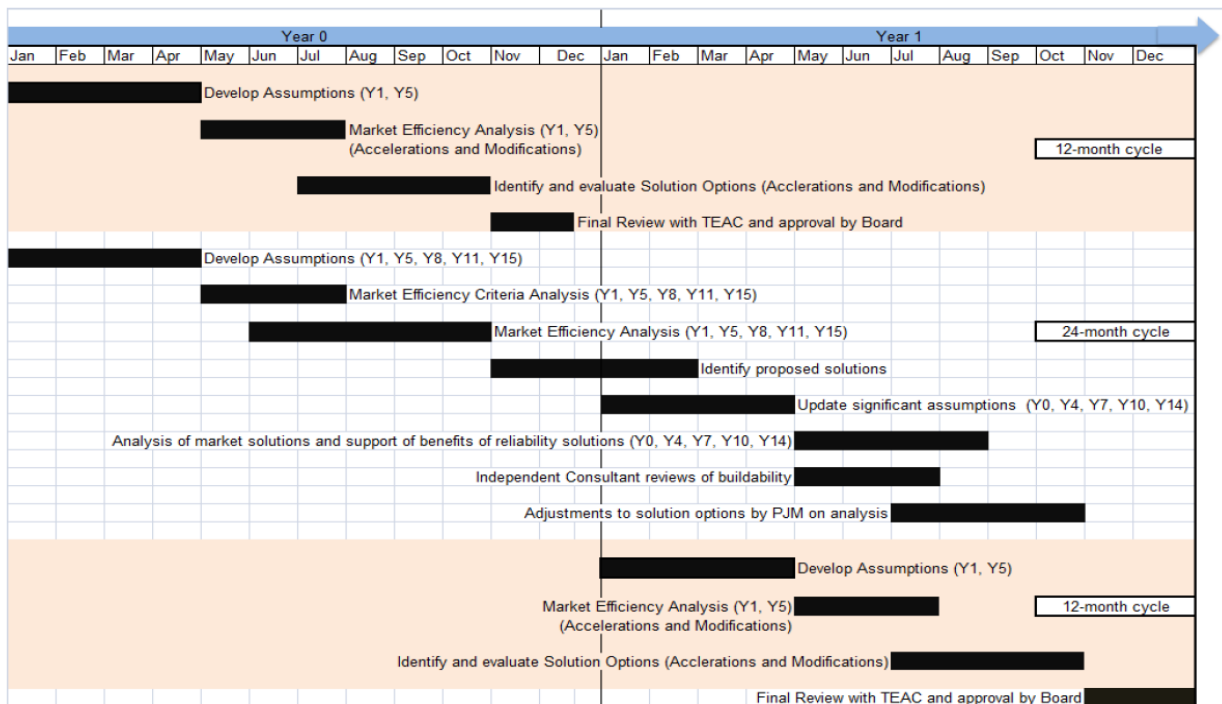 Year 0 Year 1
Jan Feb Mar Apr May Jun Jul Aug Sep Oct Nov Dec Jan Feb Mar Apr May Jun Jul Aug Sep Oct Nov Dec
Develop Assumptions (Y1, Y5)
Market Efficiency Analysis (Y1, Y5)
(Accelerations and Modifications)
12-month cycle
Identify and evaluate Solution Options (Acclerations and Modifications)
Final Review with TEAC and approval by Board
Develop Assumptions (Y1, Y5, Y8, Y11, Y15)
Market Efficiency Criteria Analysis (Y1, Y5, Y8, Y11, Y15)
Market Efficiency Analysis (Y1, Y5, Y8, Y11, Y15)
24-month cycle
Identify proposed solutions
Update significant assumptions (Y0, Y4, Y7, Y10, Y14)
Analysis of market solutions and support of benefits of reliability solutions (Y0, Y4, Y7, Y10, Y14)
Independent Consultant reviews of buildability
Adjustments to solution options by PJM on analysis
Develop Assumptions (Y1, Y5)
Market Efficiency Analysis (Y1, Y5)
(Accelerations and Modifications)
12-month cycle
Identify and evaluate Solution Options (Acclerations and Modifications)
Final Review with TEAC and approval by Board